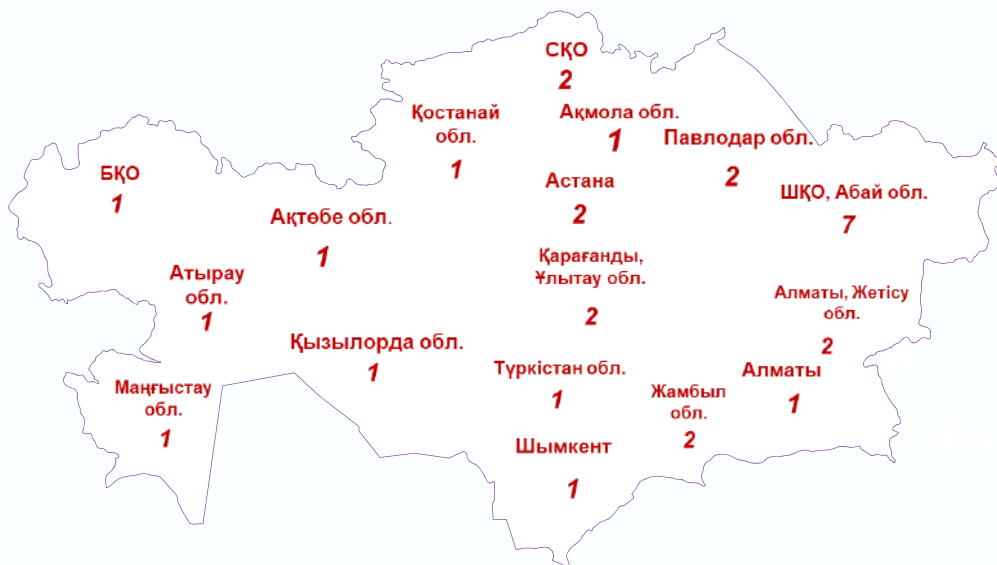 СҚО
2
Қостанай
обл.
1
Ақмола обл.
1
Павлодар обл.
2
БҚО
1
Астана
2
ШҚО, Абай обл.
7
Ақтөбе обл.
1
Қарағанды,
Ұлытау обл.
2
Атырау
обл.
1
Алматы, Жетісу
обл.
2
Қызылорда обл.
1
Түркістан обл.
1
Алматы
1
Маңғыстау
обл.
1
Жамбыл
обл.
2
Шымкент
1